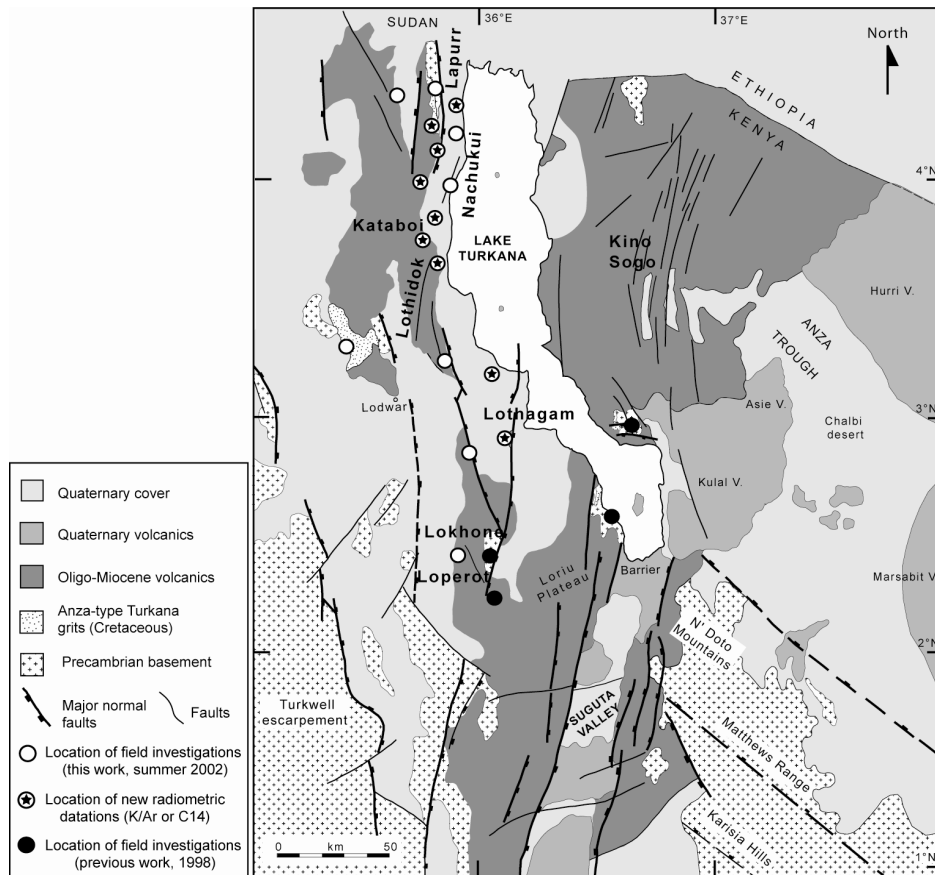 SUDAN
36°E
37°E
North
Lapurr
ETHIOPIA
KENYA
4°N
Nachukui
Kataboi
LAKE
TURKANA
Kino
Sogo
Hurri V.
Lothidok
ANZA
TROUGH
Lodwar
Lothagam
Asie V.
3°N
Chalbi
desert
Kulal V.
Lokhone
Loperot
Loriu
Plateau
Barrier
Marsabit V.
N' Doto
Mountains
2°N
Turkwell
escarpment
SUGUTA
VALLEY
Matthews Range
Karisia Hills
0 km 50
1°N
Quaternary cover
Quaternary volcanics
Oligo-Miocene volcanics
Anza-type Turkana
grits (Cretaceous)
Precambrian basement
Major normal
faults
Faults
Location of field investigations
(this work, summer 2002)
Location of new radiometric
datations (K/Ar or C14)
Location of field investigations
(previous work, 1998)